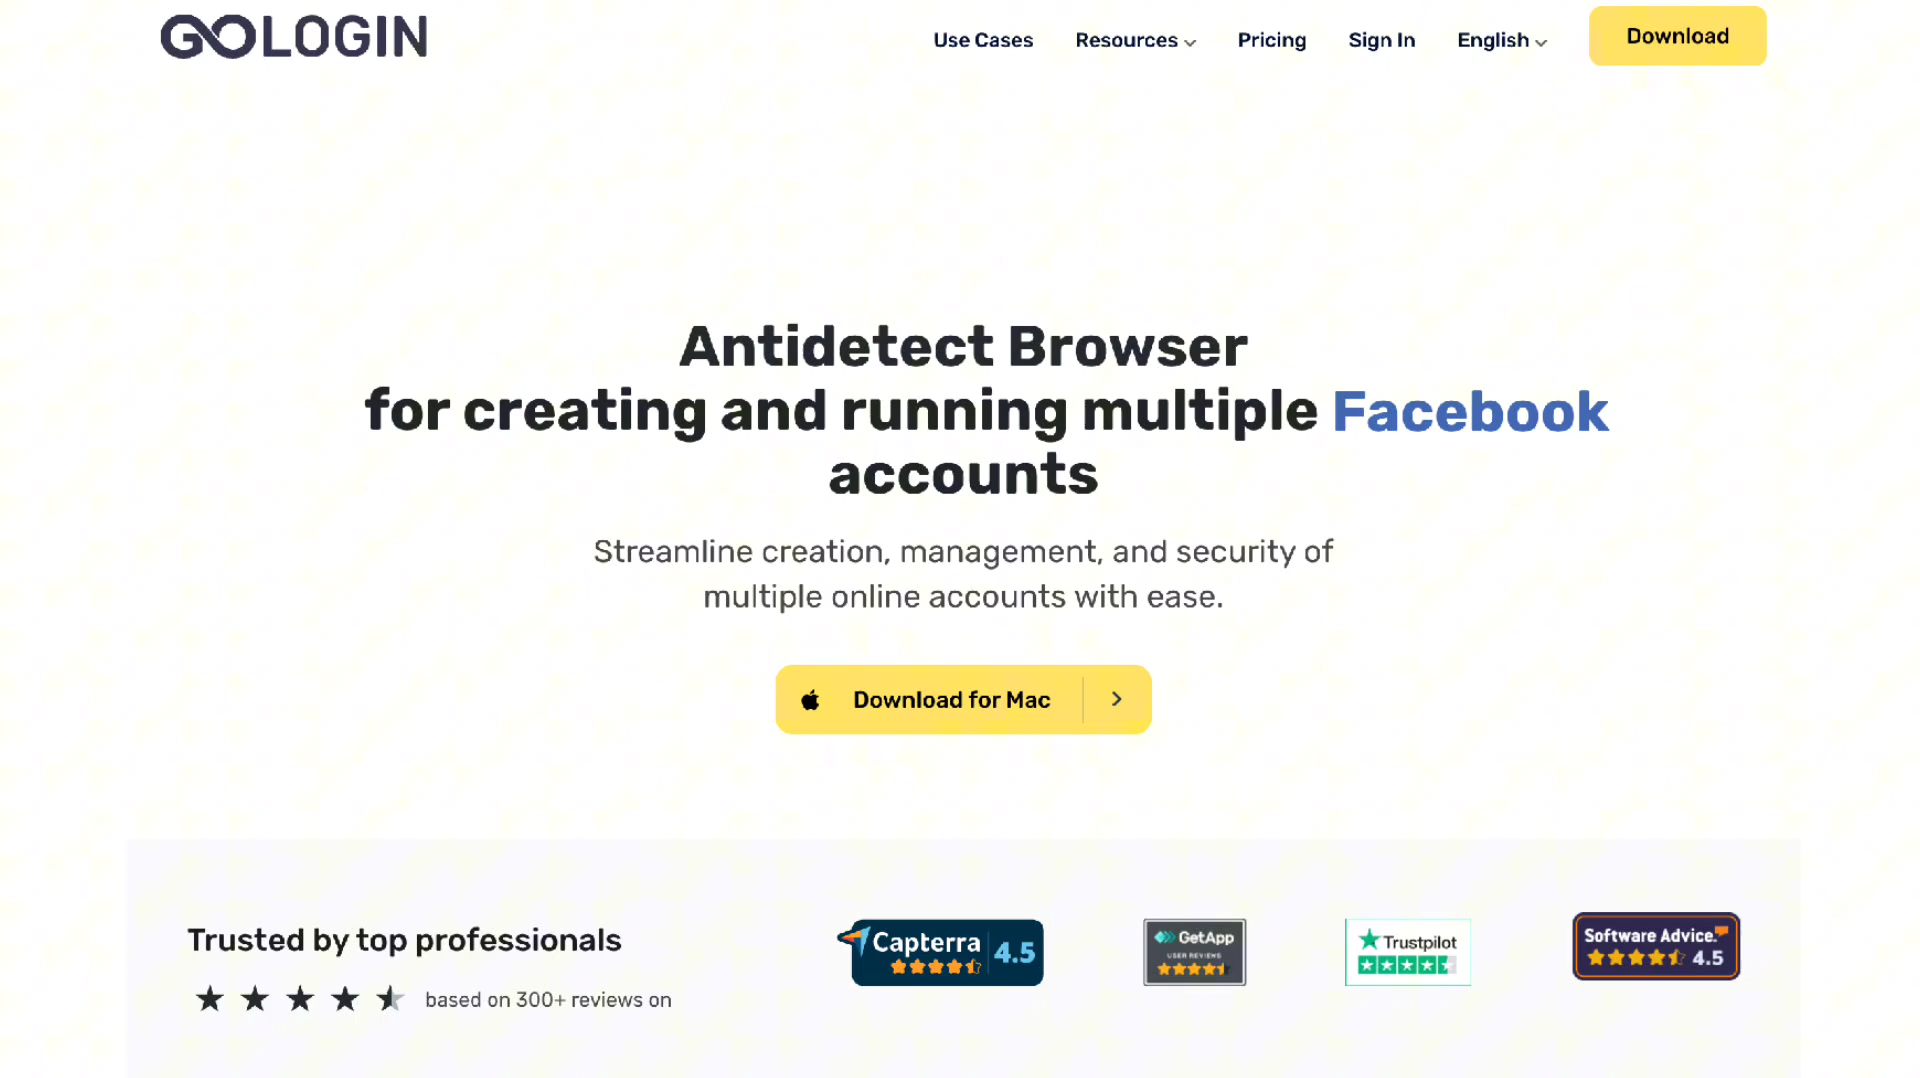 GOLOGIN
Use Cases
Resources
Pricing
Sign In
English
Download
Antidetect Browser
for creating and running multiple Facebook
accounts
Streamline creation, management, and security of
multiple online accounts with ease.
Download for Mac
Trusted by top professionals
based on 300+ reviews on
Capterra
4.5
GetApp
USER REVIEWS
Trustpilot
Software Advice.
4.5